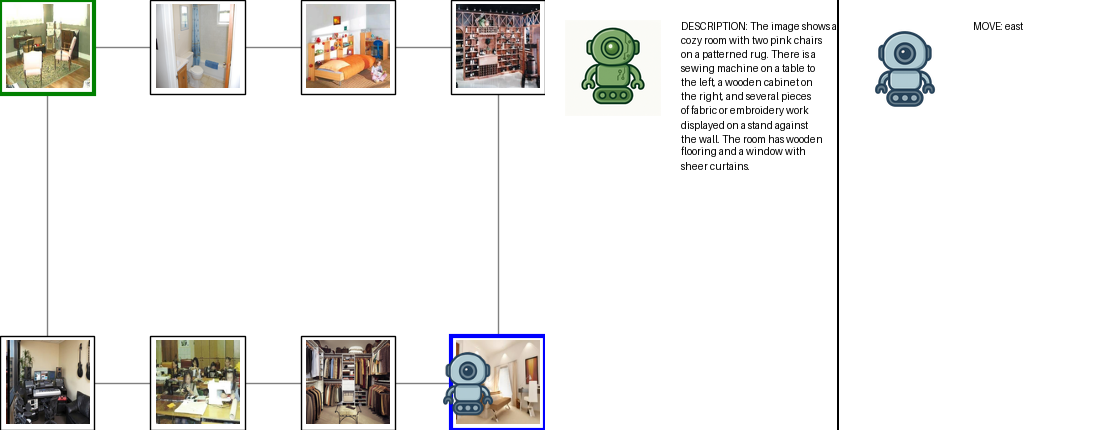 DESCRIPTION: The image shows a
cozy room with two pink chairs
on a patterned rug. There is a
sewing machine on a table to
the left, a wooden cabinet on
the right, and several pieces
of fabric or embroidery work
displayed on a stand against
the wall. The room has wooden
flooring and a window with
sheer curtains.
MOVE: east